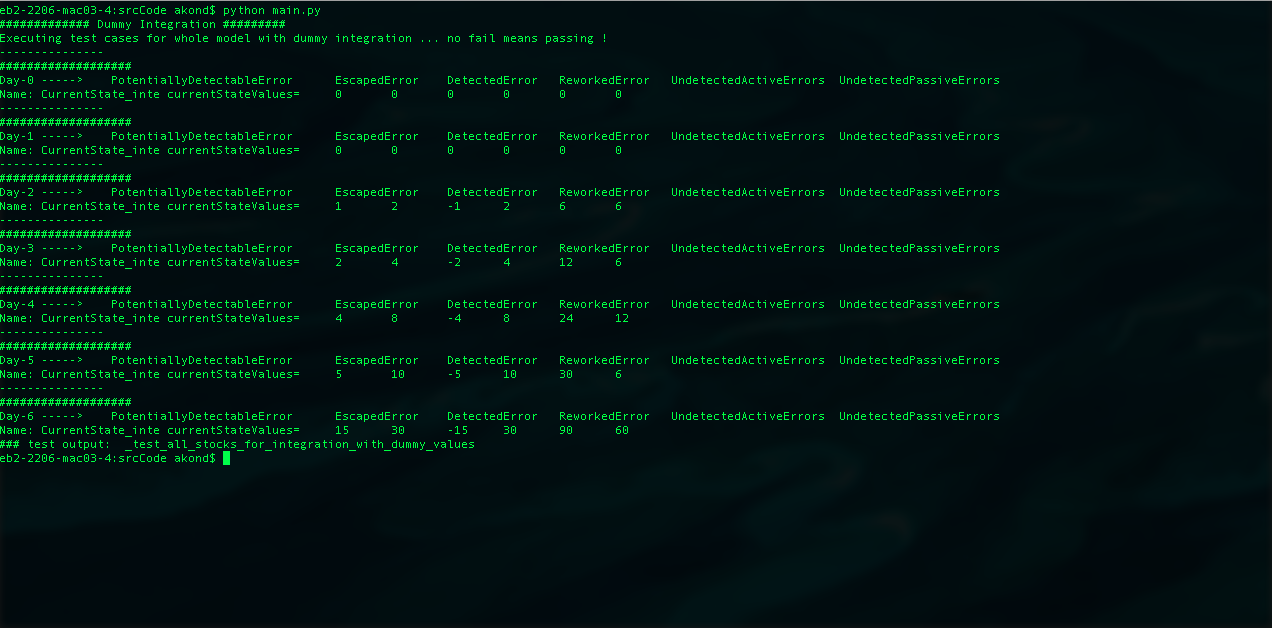 eb2-2206-mac03-4:srcCode akond$ python main.py
############# Dummy Integration #########
Executing test cases for whole model with dummy integration ... no fail means passing !
---------------
###################
Day-0 ----->    PotentiallyDetectableError      EscapedError    DetectedError   ReworkedError   UndetectedActiveErrors  UndetectedPassiveErrors
Name: CurrentState_inte currentStateValues=     0       0       0       0       0       0
---------------
###################
Day-1 ----->    PotentiallyDetectableError      EscapedError    DetectedError   ReworkedError   UndetectedActiveErrors  UndetectedPassiveErrors
Name: CurrentState_inte currentStateValues=     0       0       0       0       0       0
---------------
###################
Day-2 ----->    PotentiallyDetectableError      EscapedError    DetectedError   ReworkedError   UndetectedActiveErrors  UndetectedPassiveErrors
Name: CurrentState_inte currentStateValues=     1       2       -1      2       6       6
---------------
###################
Day-3 ----->    PotentiallyDetectableError      EscapedError    DetectedError   ReworkedError   UndetectedActiveErrors  UndetectedPassiveErrors
Name: CurrentState_inte currentStateValues=     2       4       -2      4       12      6
---------------
###################
Day-4 ----->    PotentiallyDetectableError      EscapedError    DetectedError   ReworkedError   UndetectedActiveErrors  UndetectedPassiveErrors
Name: CurrentState_inte currentStateValues=     4       8       -4      8       24      12
---------------
###################
Day-5 ----->    PotentiallyDetectableError      EscapedError    DetectedError   ReworkedError   UndetectedActiveErrors  UndetectedPassiveErrors
Name: CurrentState_inte currentStateValues=     5       10      -5      10      30      6
---------------
###################
Day-6 ----->    PotentiallyDetectableError      EscapedError    DetectedError   ReworkedError   UndetectedActiveErrors  UndetectedPassiveErrors
Name: CurrentState_inte currentStateValues=     15      30      -15     30      90      60
### test output:  _test_all_stocks_for_integration_with_dummy_values
eb2-2206-mac03-4:srcCode akond$